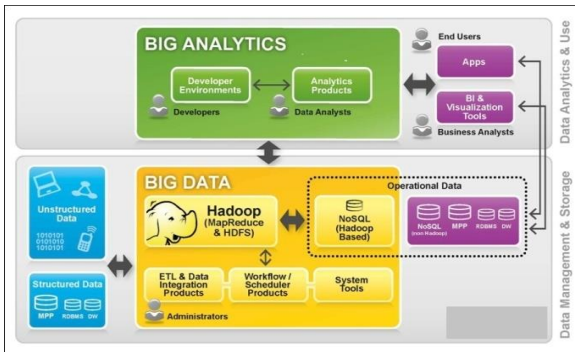 BIG ANALYTICS
Developer
Environments
Analytics
Products
Developers
Data Analysts
End Users
Apps
BI &
Visualization
Tools
Business Analysts
Data Analytics & Use
Unstructured
Data
1010101
0101010
1010101
Structured Data
MPP
RDBMS
DW
BIG DATA
Hadoop
(MapReduce
& HDFS)
Operational Data
NoSQL
(Hadoop
Based)
NoSQL
(non Hadoop)
MPP
RDBMS
DW
ETL & Data
Integration
Products
Workflow /
Scheduler
Products
System
Tools
Administrators
Data Management & Storage